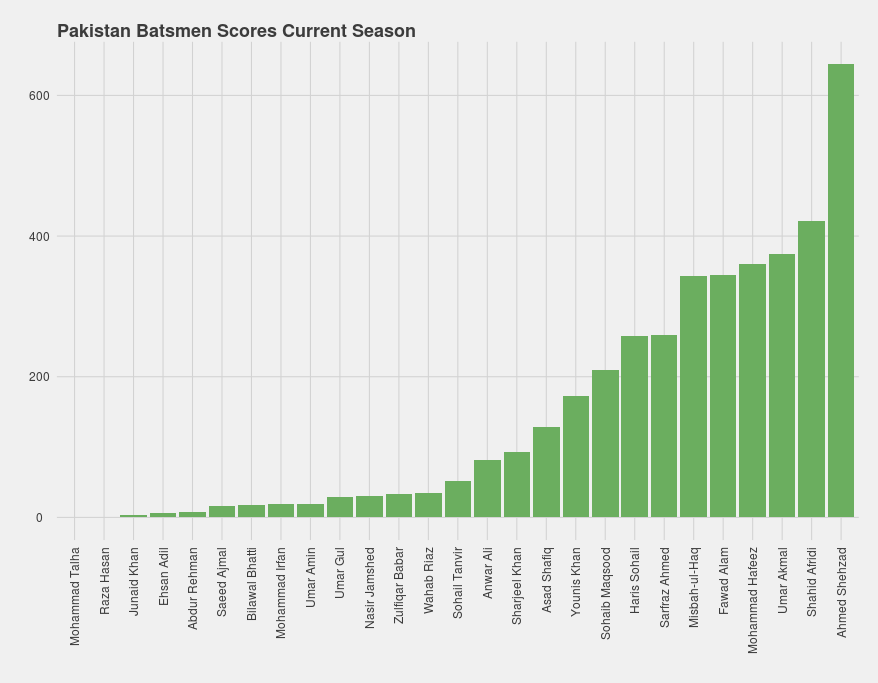 Pakistan Batsmen Scores Current Season
600
400
200
0
Mohammad Talha
Raza Hasan
Junaid Khan
Ehsan Adil
Abdur Rehman
Saeed Ajmal
Bilawal Bhatti
Mohammad Irfan
Umar Amin
Umar Gul
Nasir Jamshed
Zulfiqar Babar
Wahab Riaz
Sohail Tanvir
Anwar Ali
Sharjeel Khan
Asad Shafiq
Younis Khan
Sohaib Maqsood
Haris Sohail
Sarfraz Ahmed
Misbah-ul-Haq
Fawad Alam
Mohammad Hafeez
Umar Akmal
Shahid Afridi
Ahmed Shehzad